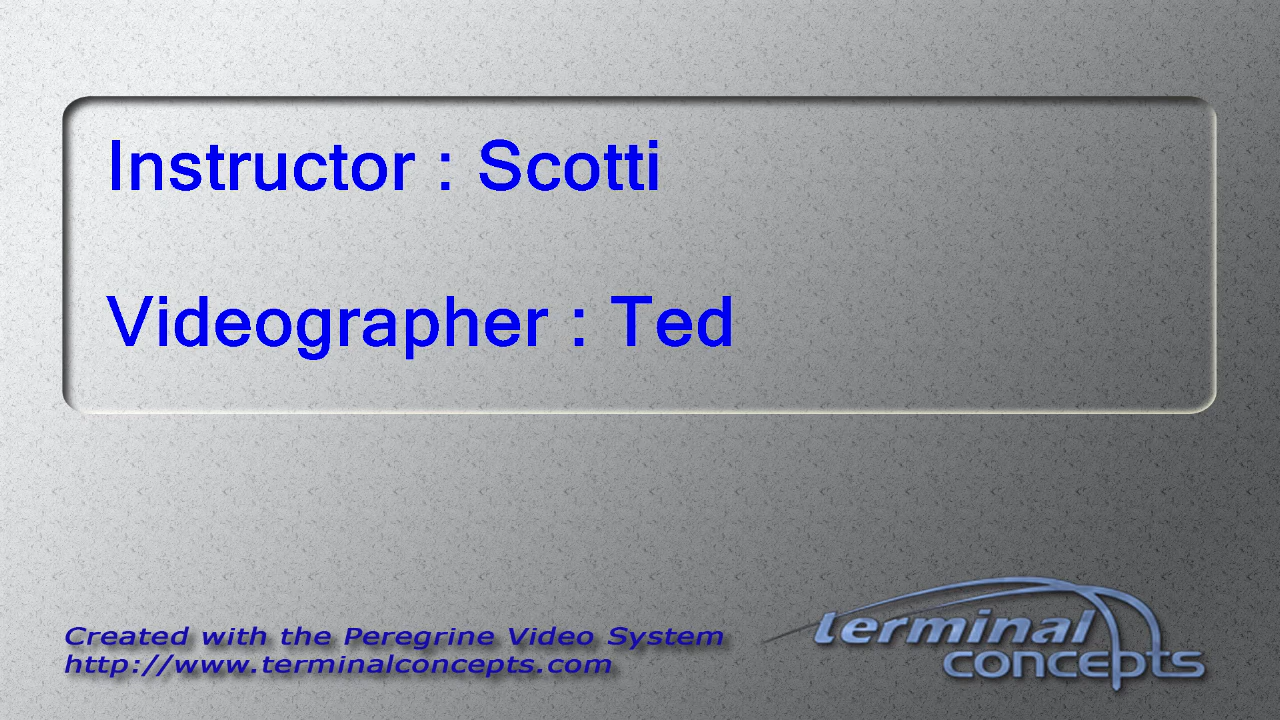 Instructor : Scotti
Videographer : Ted
Created with the Peregrine Video System
http://www.terminalconcepts.com
terminal
concepts